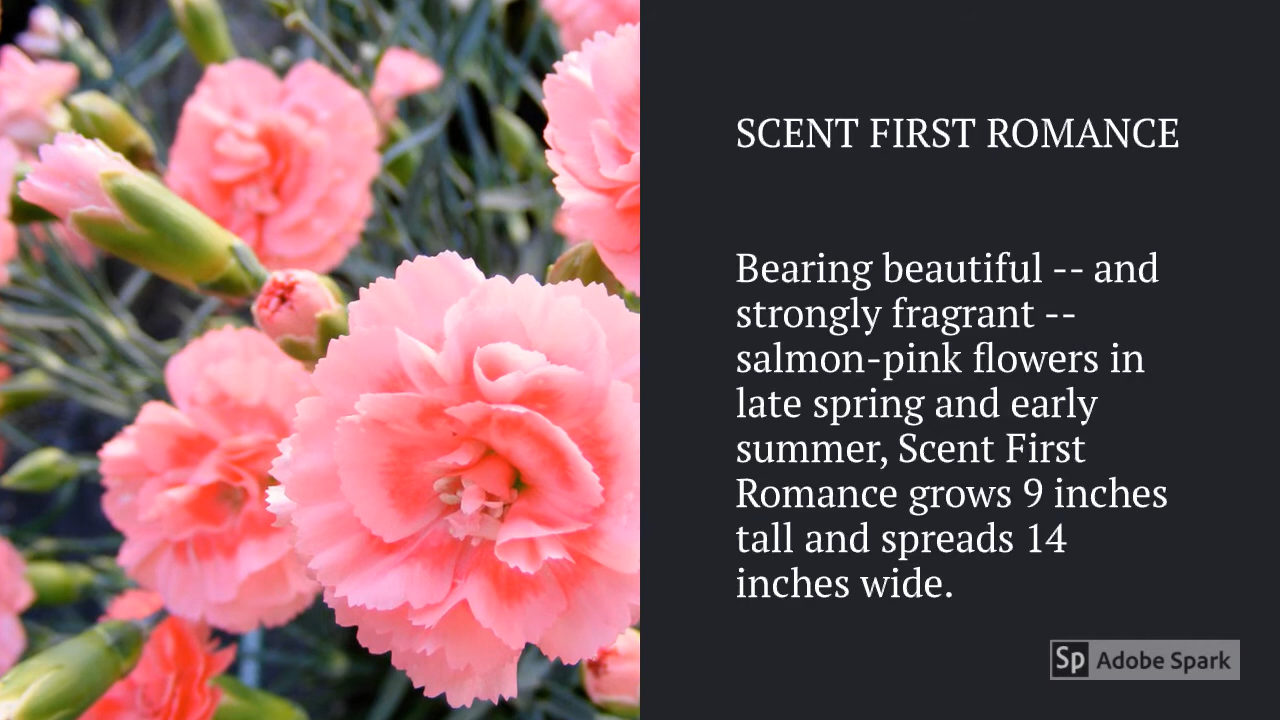 SCENT FIRST ROMANCE
Bearing beautiful -- and
strongly fragrant --
salmon-pink flowers in
late spring and early
summer, Scent First
Romance grows 9 inches
tall and spreads 14
inches wide.
Sp Adobe Spark